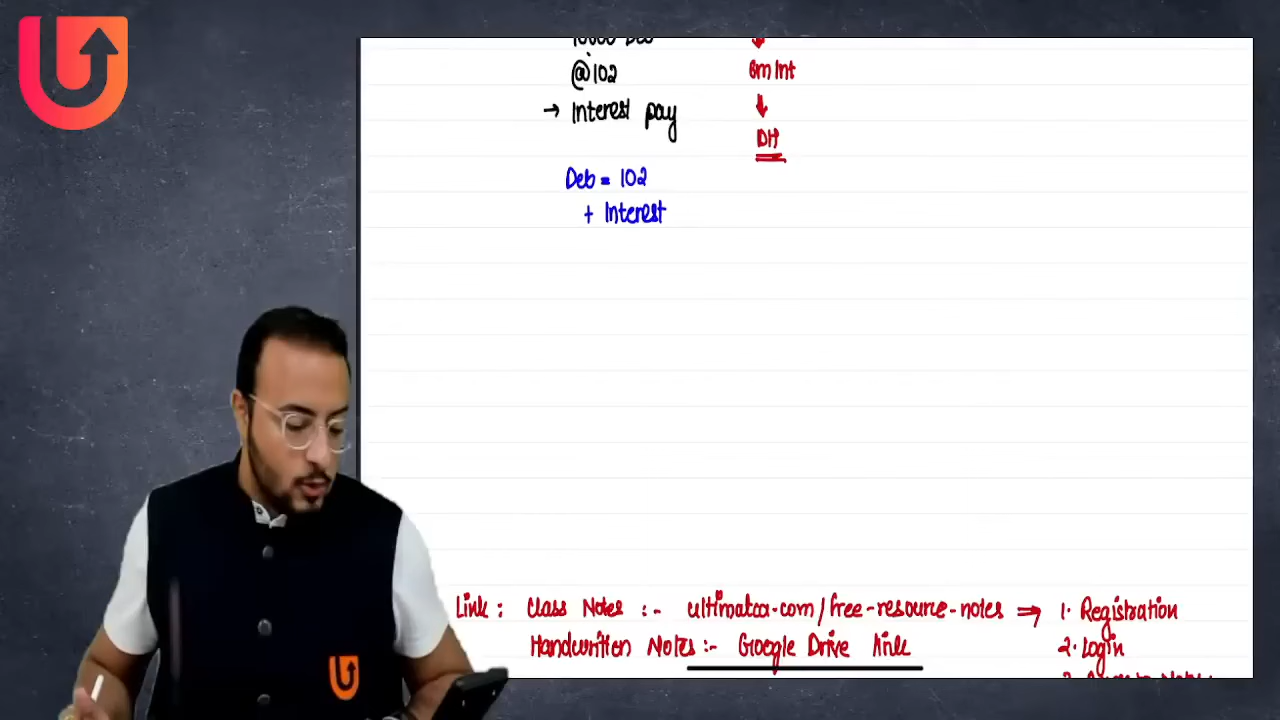 @102
→ Interest pay
6m Int
↓
DH
Deb = 102
+ Interest
Link : Class Notes :- ultimateca.com/free-resource-notes ⇒ 1. Registration
Handwritten Notes :- Google Drive link
2. Login